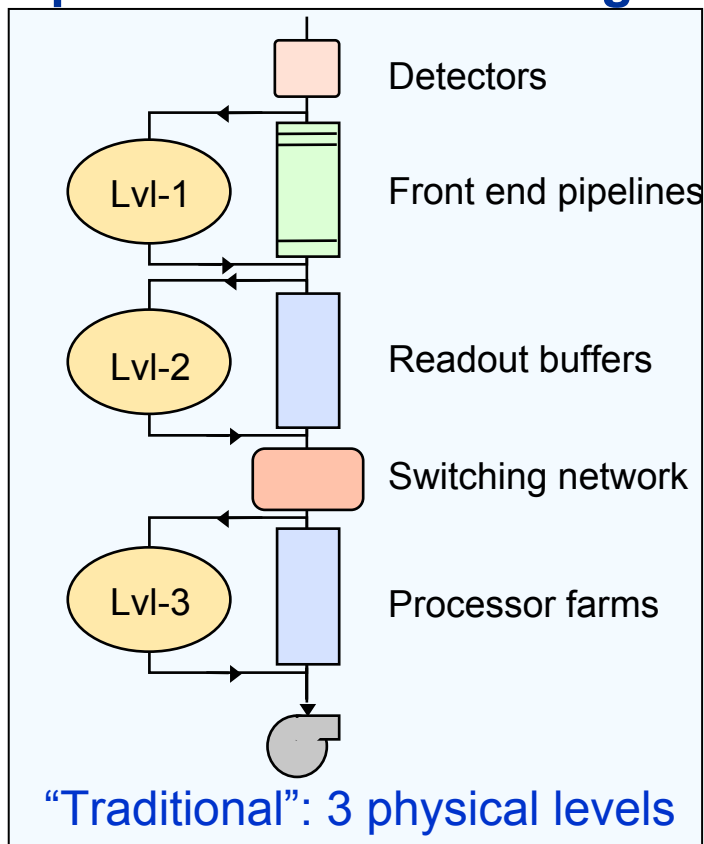 Detectors
Lvl-1
Front end pipelines
Lvl-2
Readout buffers
Switching network
Lvl-3
Processor farms
“Traditional”: 3 physical levels